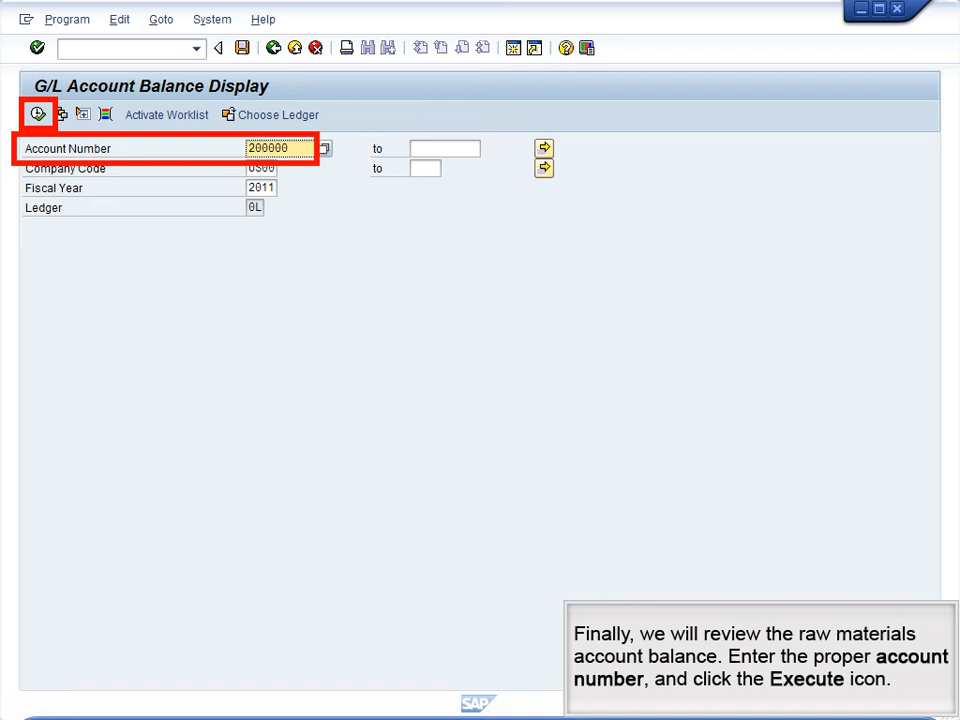 Program Edit Goto System Help
G/L Account Balance Display
Activate Worklist Choose Ledger
Account Number 200000 to
Company Code US00 to
Fiscal Year 2011
Ledger 0L
Finally, we will review the raw materials
account balance. Enter the proper account
number, and click the Execute icon.
SAP